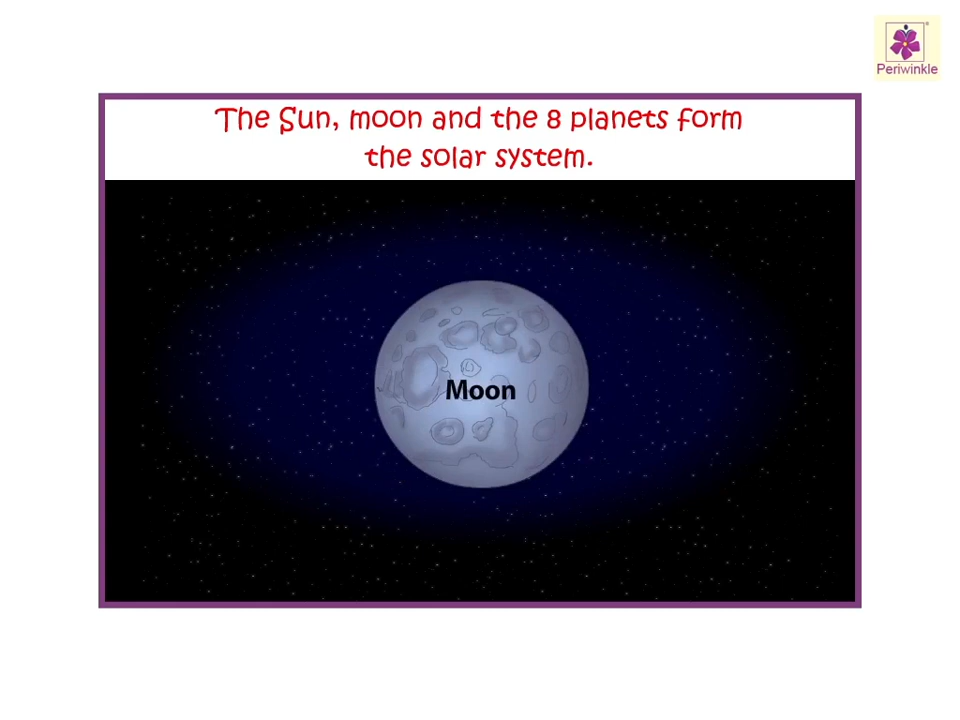 Periwinkle
The Sun, moon and the 8 planets form
the solar system.
Moon